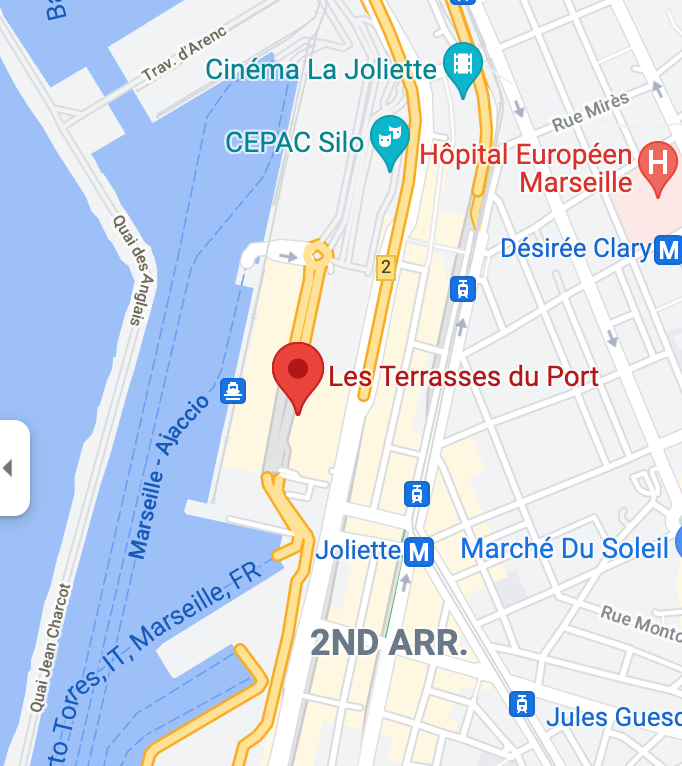 Ba
Trav. d'Arenc
Cinéma La Joliette
CEPAC Silo
Rue Mirès
Hôpital Européen
Marseille
H
Quai des Anglais
Désirée Clary
M
2
Les Terrasses du Port
Marseille - Ajaccio
Joliette
M
Marché Du Soleil
to Torres, IT, Marseille, FR
Quai Jean Charcot
2ND ARR.
Rue Monto
Jules Guesd